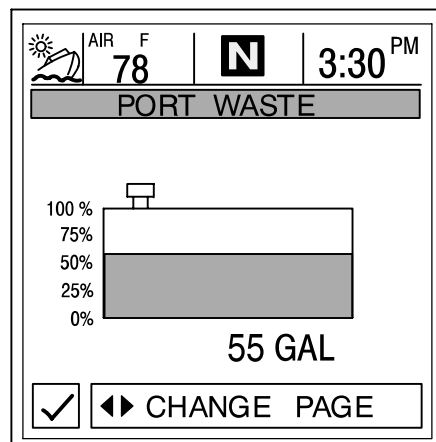 AIR F
78
N
3:30 PM
PORT WASTE
100 %
75%
50%
25%
0%
55 GAL
CHANGE PAGE